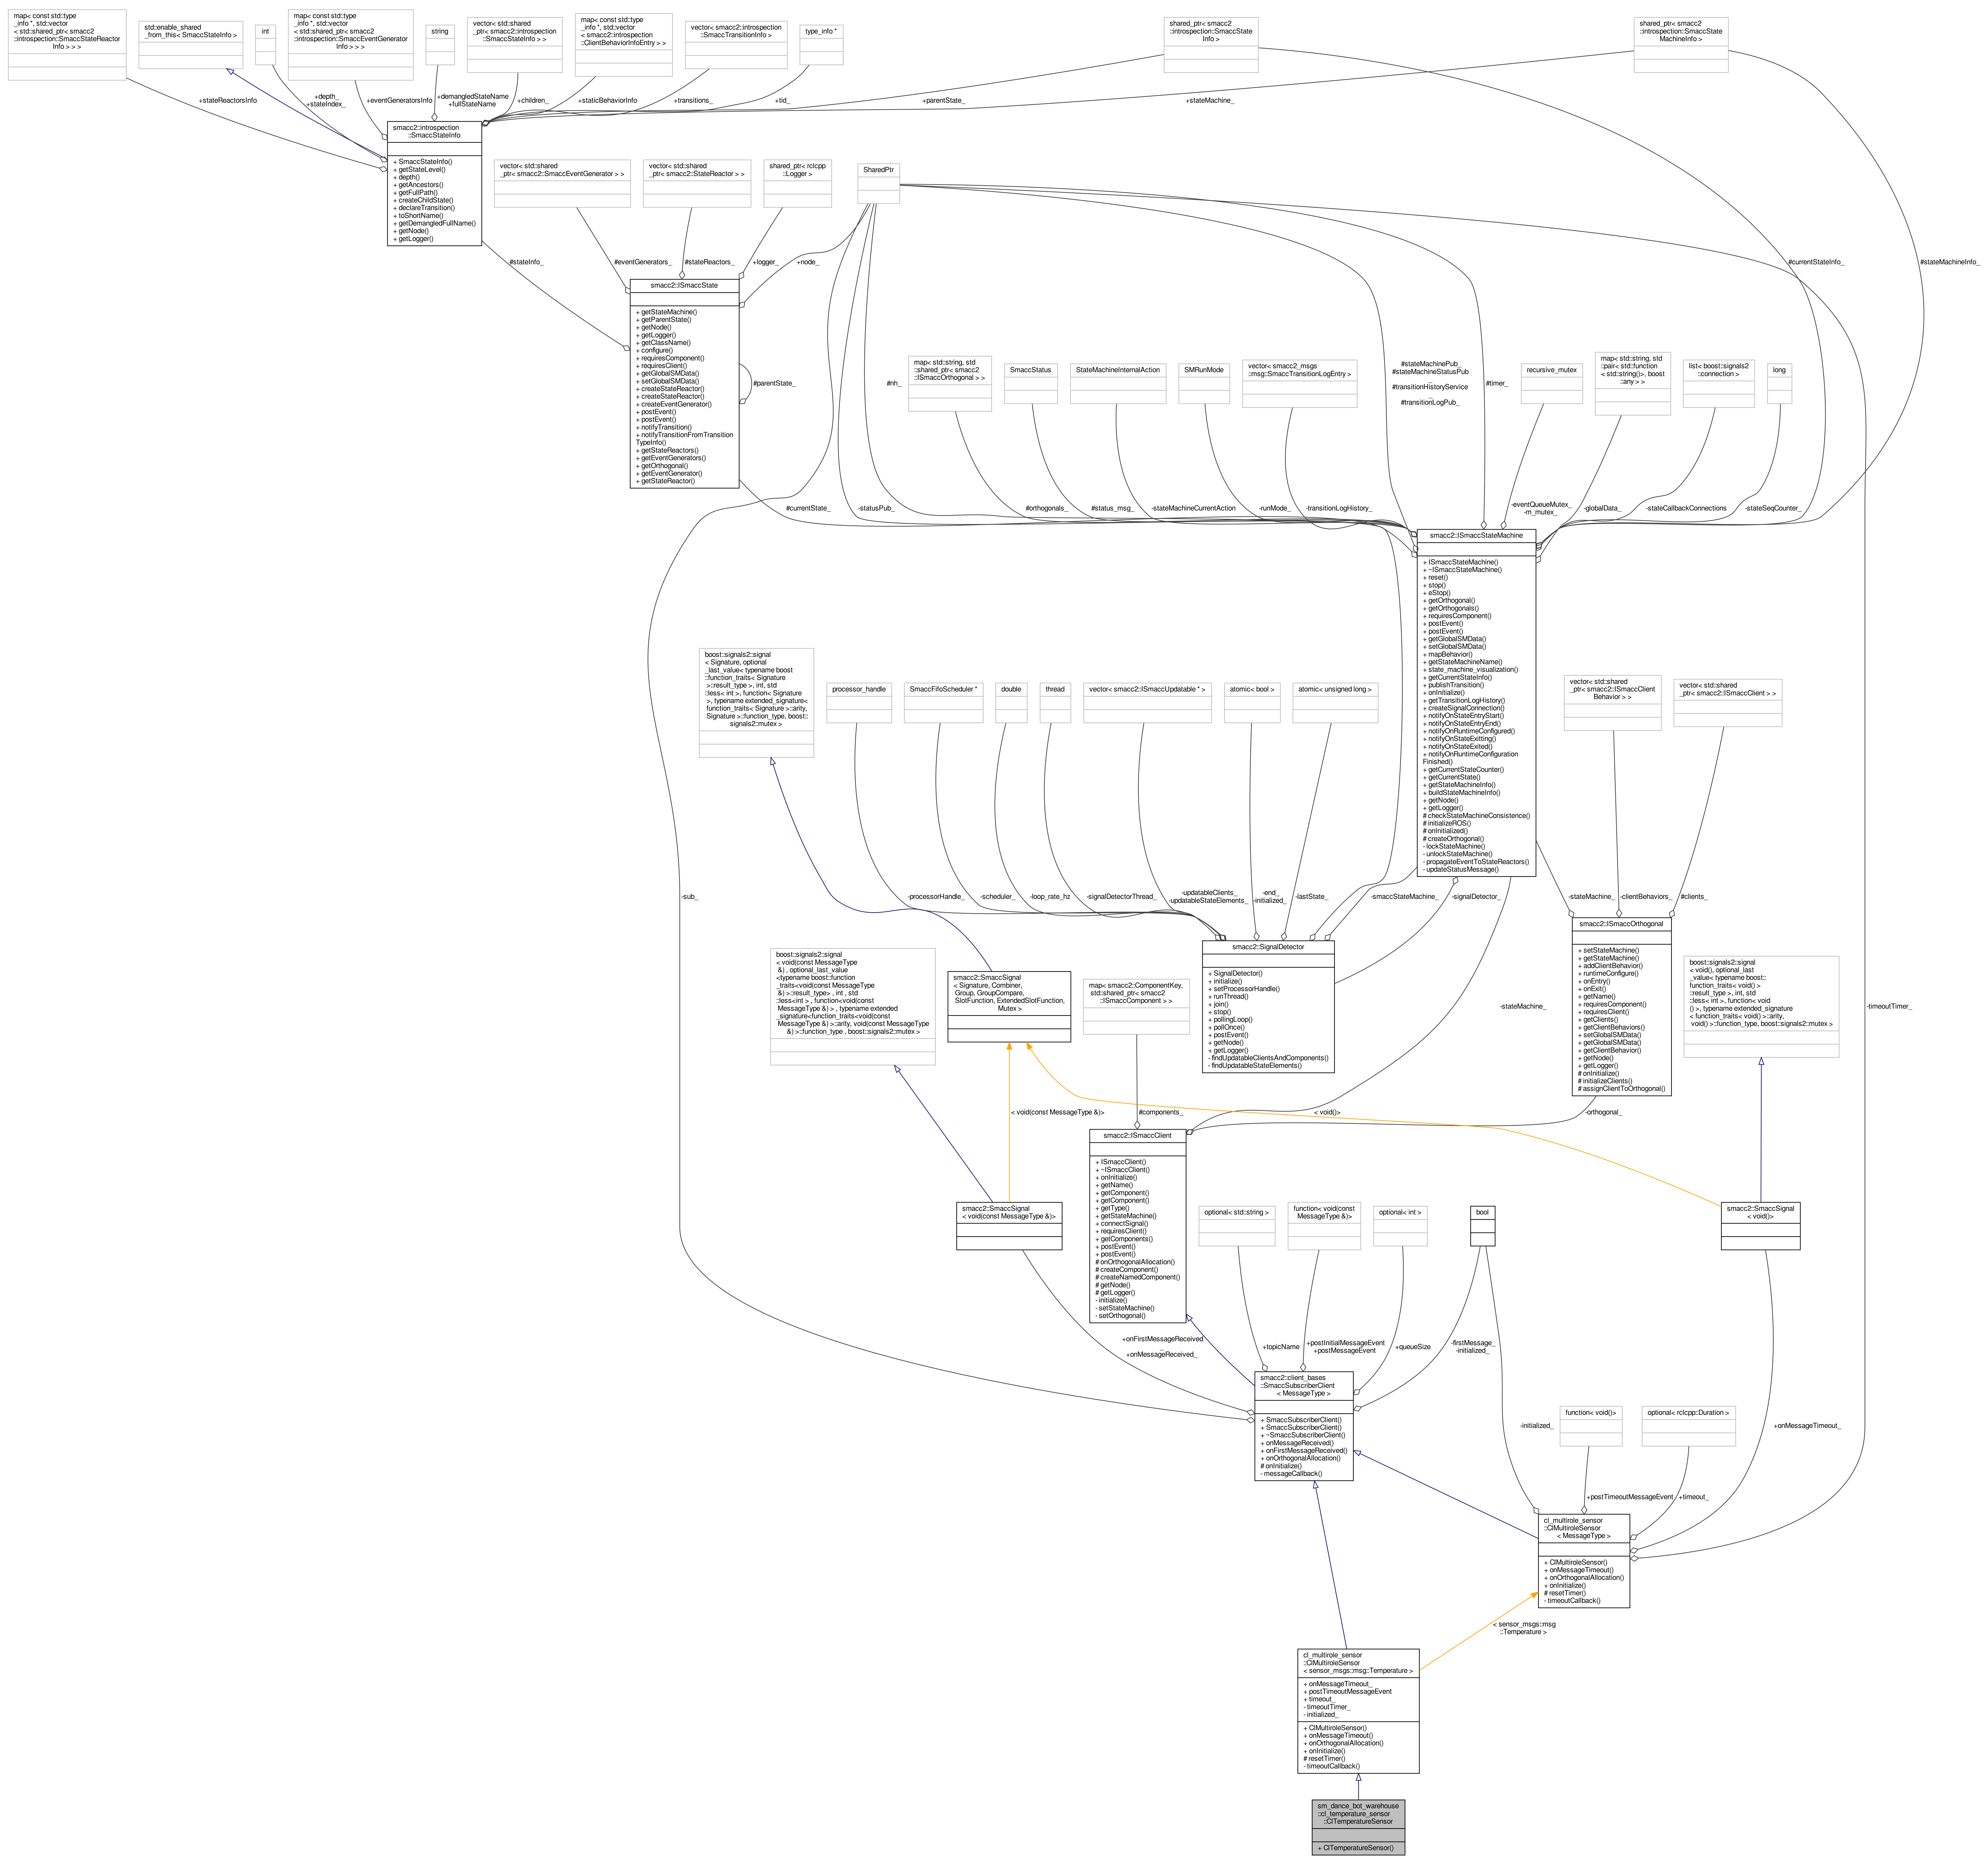 map< const std::type
_info *, std::vector
< std::shared_ptr< smacc2
::introspection::SmaccStateReactor
Info > > >
std::enable_shared
_from_this< SmaccStateInfo >
int
map< const std::type
_info *, std::vector
< std::shared_ptr< smacc2
::introspection::SmaccEventGenerator
Info > > >
string
vector< std::shared
_ptr< smacc2::introspection
::SmaccStateInfo > >
map< const std::type
_info *, std::vector
< smacc2::introspection
::ClientBehaviorInfoEntry > >
vector< smacc2::introspection
::SmaccTransitionInfo >
type_info *
shared_ptr< smacc2
::introspection::SmaccState
Info >
shared_ptr< smacc2
::introspection::SmaccState
MachineInfo >
+stateReactorsInfo
+depth_
+stateIndex_
+eventGeneratorsInfo
+demangledStateName
+fullStateName
+children_
+staticBehaviorInfo
+transitions_
+tid_
+parentState_
+stateMachine_
smacc2::introspection
::SmaccStateInfo
+ SmaccStateInfo()
+ getStateLevel()
+ depth()
+ getAncestors()
+ getFullPath()
+ createChildState()
+ declareTransition()
+ toShortName()
+ getDemangledFullName()
+ getNode()
+ getLogger()
vector< std::shared
_ptr< smacc2::SmaccEventGenerator > >
vector< std::shared
_ptr< smacc2::StateReactor > >
shared_ptr< rclcpp
::Logger >
SharedPtr
#stateInfo_
#eventGenerators_
#stateReactors_
+logger_
+node_
#currentStateInfo_
#stateMachineInfo_
smacc2::ISmaccState
+ getStateMachine()
+ getParentState()
+ getNode()
+ getLogger()
+ getClassName()
+ configure()
+ requiresComponent()
+ requiresClient()
+ getGlobalSMData()
+ setGlobalSMData()
+ createStateReactor()
+ createStateReactor()
+ createEventGenerator()
+ postEvent()
+ postEvent()
+ notifyTransition()
+ notifyTransitionFromTransition
TypeInfo()
+ getStateReactors()
+ getEventGenerators()
+ getOrthogonal()
+ getEventGenerator()
+ getStateReactor()
#parentState_
#nh_
map< std::string, std
::shared_ptr< smacc2
::ISmaccOrthogonal > >
SmaccStatus
StateMachineInternalAction
SMRunMode
vector< smacc2_msgs
::msg::SmaccTransitionLogEntry >
#stateMachinePub_
#stateMachineStatusPub
_
#transitionHistoryService
_
#transitionLogPub_
#timer_
recursive_mutex
map< std::string, std
::pair< std::function
< std::string()>, boost
::any > >
list< boost::signals2
::connection >
long
#currentState_
-statusPub_
#orthogonals_
#status_msg_
-stateMachineCurrentAction
-runMode_
-transitionLogHistory_
-eventQueueMutex_
-m_mutex_
-globalData_
-stateCallbackConnections
-stateSeqCounter_
smacc2::ISmaccStateMachine
+ ISmaccStateMachine()
+ ~ISmaccStateMachine()
+ reset()
+ stop()
+ eStop()
+ getOrthogonal()
+ getOrthogonals()
+ requiresComponent()
+ postEvent()
+ postEvent()
+ getGlobalSMData()
+ setGlobalSMData()
+ mapBehavior()
+ getStateMachineName()
+ state_machine_visualization()
+ getCurrentStateInfo()
+ publishTransition()
+ onInitialize()
+ getTransitionLogHistory()
+ createSignalConnection()
+ notifyOnStateEntryStart()
+ notifyOnStateEntryEnd()
+ notifyOnRuntimeConfigured()
+ notifyOnStateExitting()
+ notifyOnStateExited()
+ notifyOnRuntimeConfiguration
Finished()
+ getCurrentStateCounter()
+ getCurrentState()
+ getStateMachineInfo()
+ buildStateMachineInfo()
+ getNode()
+ getLogger()
# checkStateMachineConsistence()
# initializeROS()
# onInitialized()
# createOrthogonal()
- lockStateMachine()
- unlockStateMachine()
- propagateEventToStateReactors()
- updateStatusMessage()
boost::signals2::signal
< Signature, optional
_last_value< typename boost
::function_traits< Signature
>::result_type >, int, std
::less< int >, function< Signature
>, typename extended_signature<
function_traits< Signature >::arity,
Signature >::function_type, boost::
signals2::mutex >
processor_handle
SmaccFifoScheduler *
double
thread
vector< smacc2::ISmaccUpdatable * >
atomic< bool >
atomic< unsigned long >
vector< std::shared
_ptr< smacc2::ISmaccClient
Behavior > >
vector< std::shared
_ptr< smacc2::ISmaccClient > >
-sub_
-processorHandle_
-scheduler_
-loop_rate_hz
-signalDetectorThread_
-updatableClients_
-updatableStateElements_
-end_
-initialized_
-lastState_
-smaccStateMachine_
-signalDetector_
-stateMachine_
-clientBehaviors_
#clients_
smacc2::SignalDetector
+ SignalDetector()
+ initialize()
+ setProcessorHandle()
+ runThread()
+ join()
+ stop()
+ pollingLoop()
+ pollOnce()
+ postEvent()
+ getNode()
+ getLogger()
- findUpdatableClientsAndComponents()
- findUpdatableStateElements()
smacc2::ISmaccOrthogonal
+ setStateMachine()
+ getStateMachine()
+ addClientBehavior()
+ runtimeConfigure()
+ onEntry()
+ onExit()
+ getName()
+ requiresComponent()
+ requiresClient()
+ getClients()
+ getClientBehaviors()
+ setGlobalSMData()
+ getGlobalSMData()
+ getClientBehavior()
+ getNode()
+ getLogger()
# onInitialize()
# initializeClients()
# assignClientToOrthogonal()
boost::signals2::signal
< void(const MessageType
&) , optional_last_value
<typename boost::function
_traits<void(const MessageType
&) >::result_type> , int , std
::less<int > , function<void(const
MessageType &) > , typename extended
_signature<function_traits<void(const
MessageType &) >::arity, void(const MessageType
&) >::function_type , boost::signals2::mutex >
smacc2::SmaccSignal
< Signature, Combiner,
Group, GroupCompare,
SlotFunction, ExtendedSlotFunction,
Mutex >
map< smacc2::ComponentKey,
std::shared_ptr< smacc2
::ISmaccComponent > >
boost::signals2::signal
< void(), optional_last
_value< typename boost::
function_traits< void() >
::result_type >, int, std
::less< int >, function< void
() >, typename extended_signature
< function_traits< void() >::arity,
void() >::function_type, boost::signals2::mutex >
-stateMachine_
-timeoutTimer_
< void(const MessageType &)>
#components_
< void()>
-orthogonal_
smacc2::ISmaccClient
+ ISmaccClient()
+ ~ISmaccClient()
+ onInitialize()
+ getName()
+ getComponent()
+ getComponent()
+ getType()
+ getStateMachine()
+ connectSignal()
+ requiresClient()
+ getComponents()
+ postEvent()
+ postEvent()
# onOrthogonalAllocation()
# createComponent()
# createNamedComponent()
# getNode()
# getLogger()
- initialize()
- setStateMachine()
- setOrthogonal()
smacc2::SmaccSignal
< void(const MessageType &)>
optional< std::string >
function< void(const
MessageType &)>
optional< int >
bool
smacc2::SmaccSignal
< void()>
+onFirstMessageReceived
_
+onMessageReceived_
+topicName
+postInitialMessageEvent
+postMessageEvent
+queueSize
-firstMessage_
-initialized_
smacc2::client_bases
::SmaccSubscriberClient
< MessageType >
+ SmaccSubscriberClient()
+ SmaccSubscriberClient()
+ ~SmaccSubscriberClient()
+ onMessageReceived()
+ onFirstMessageReceived()
+ onOrthogonalAllocation()
# onInitialize()
- messageCallback()
-initialized_
function< void()>
optional< rclcpp::Duration >
+onMessageTimeout_
+postTimeoutMessageEvent
+timeout_
cl_multirole_sensor
::ClMultiroleSensor
< MessageType >
+ ClMultiroleSensor()
+ onMessageTimeout()
+ onOrthogonalAllocation()
+ onInitialize()
# resetTimer()
- timeoutCallback()
< sensor_msgs::msg
::Temperature >
cl_multirole_sensor
::ClMultiroleSensor
< sensor_msgs::msg::Temperature >
+ onMessageTimeout_
+ postTimeoutMessageEvent
+ timeout_
- timeoutTimer_
- initialized_
+ ClMultiroleSensor()
+ onMessageTimeout()
+ onOrthogonalAllocation()
+ onInitialize()
# resetTimer()
- timeoutCallback()
sm_dance_bot_warehouse
::cl_temperature_sensor
::ClTemperatureSensor
+ ClTemperatureSensor()